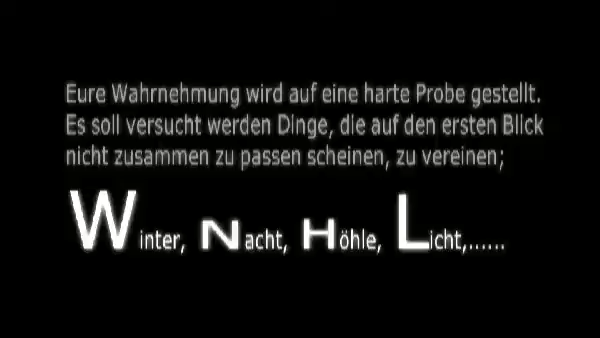 Eure Wahrnehmung wird auf eine harte Probe gestellt.
Es soll versucht werden Dinge, die auf den ersten Blick
nicht zusammen zu passen scheinen, zu vereinen;
Winter, Nacht, Höhle, Licht,......